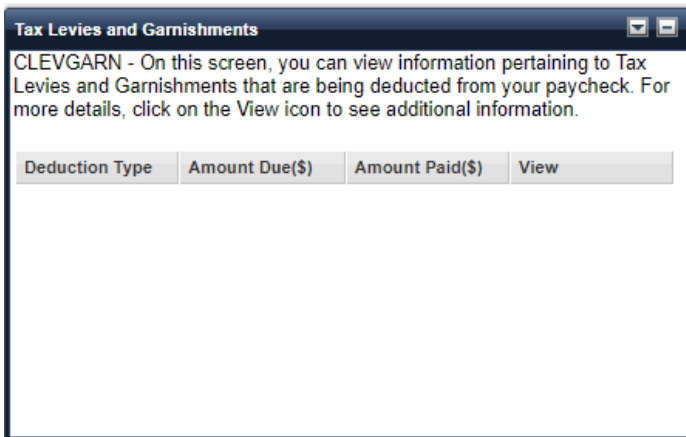 Tax Levies and Garnishments
CLEVGARN - On this screen, you can view information pertaining to Tax
Levies and Garnishments that are being deducted from your paycheck. For
more details, click on the View icon to see additional information.
Deduction Type Amount Due($) Amount Paid($) View